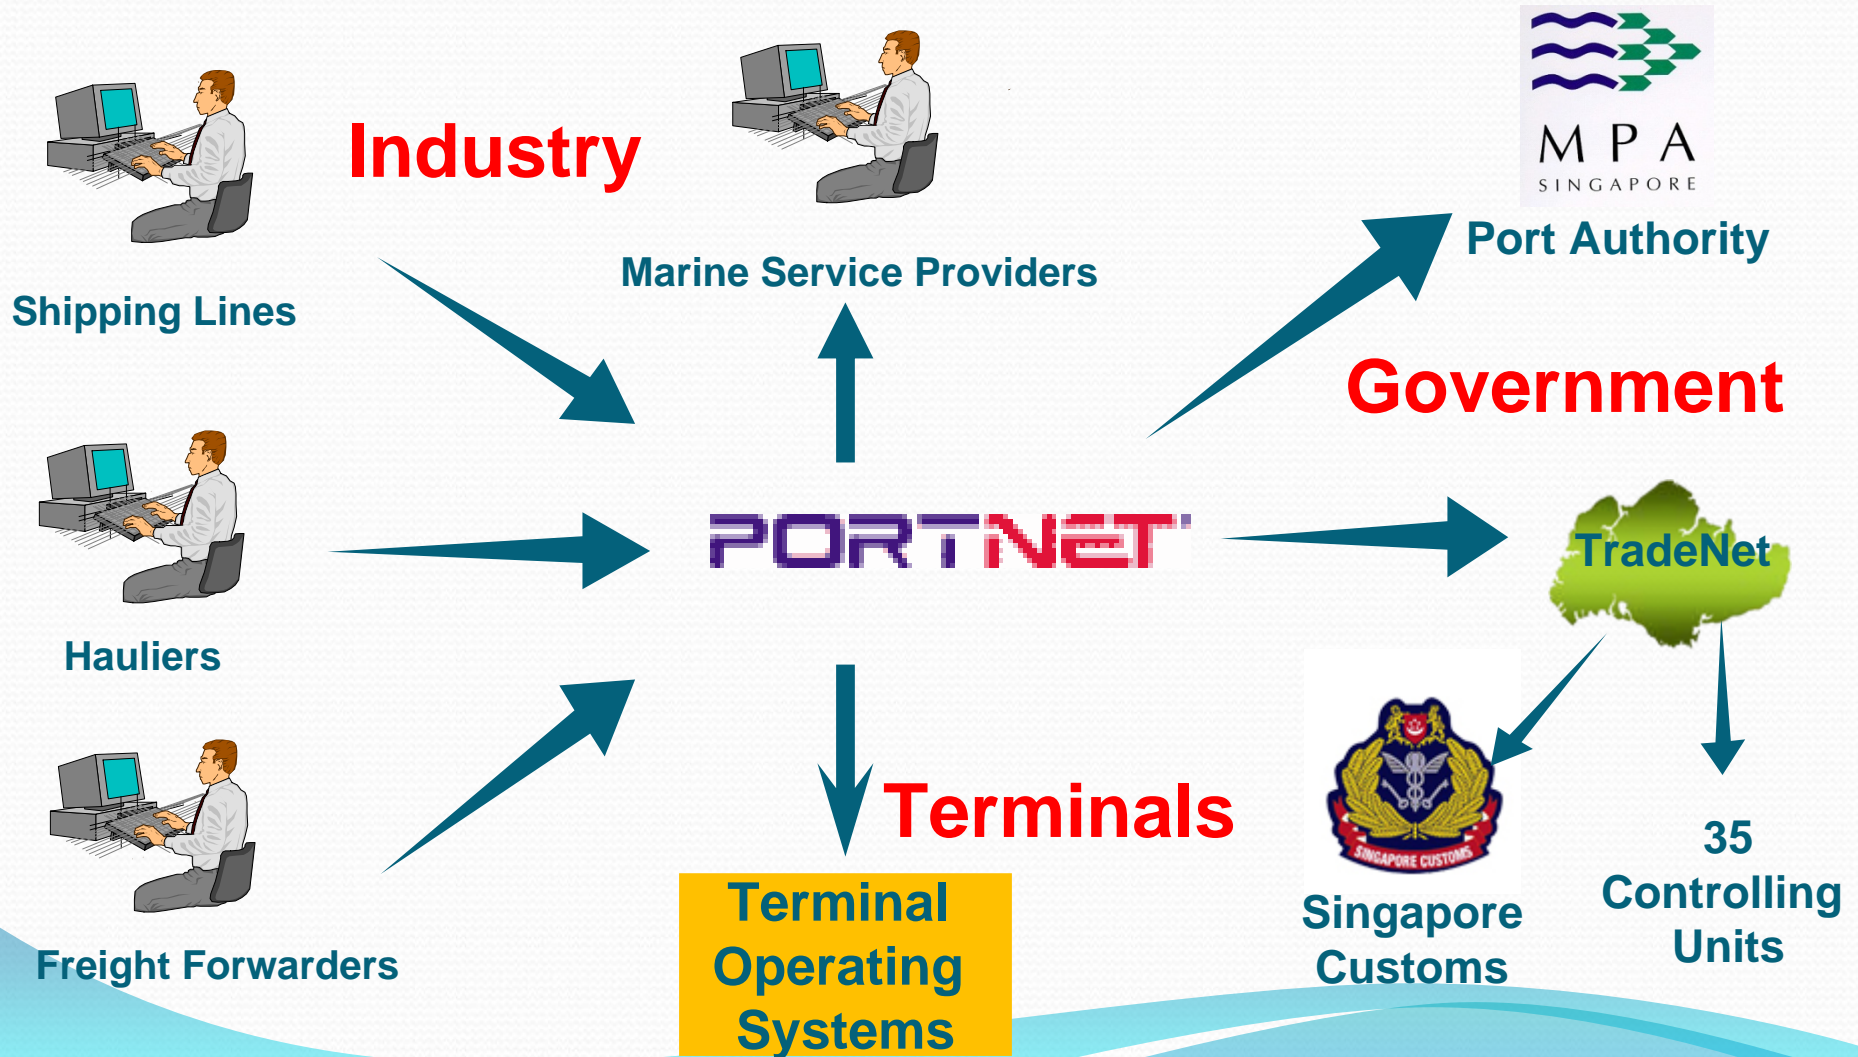 Industry
MPA
SINGAPORE
Port Authority
Marine Service Providers
Shipping Lines
Government
PORTNET
TradeNet
Hauliers
Terminals
SINGAPORE CUSTOMS
35
Controlling
Units
Singapore
Customs
Terminal
Operating
Systems
Freight Forwarders